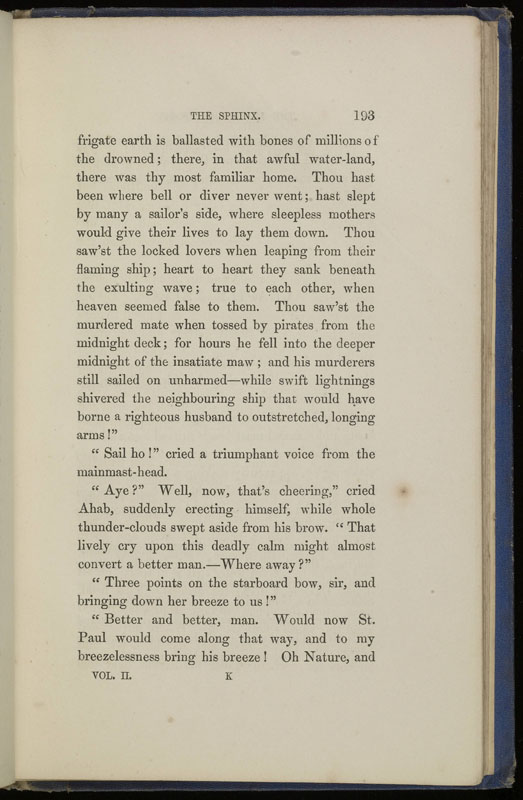 THE SPHINX. 193
frigate earth is ballasted with bones of millions of
the drowned; there, in that awful water-land,
there was thy most familiar home. Thou hast
been where bell or diver never went; hast slept
by many a sailor's side, where sleepless mothers
would give their lives to lay them down. Thou
saw'st the locked lovers when leaping from their
flaming ship; heart to heart they sank beneath
the exulting wave; true to each other, when
heaven seemed false to them. Thou saw'st the
murdered mate when tossed by pirates from the
midnight deck; for hours he fell into the deeper
midnight of the insatiate maw; and his murderers
still sailed on unharmed—while swift lightnings
shivered the neighbouring ship that would have
borne a righteous husband to outstretched, longing
arms!"
"Sail ho!" cried a triumphant voice from the
mainmast-head.
"Aye?" Well, now, that's cheering," cried
Ahab, suddenly erecting himself, while whole
thunder-clouds swept aside from his brow. "That
lively cry upon this deadly calm might almost
convert a better man.—Where away?"
"Three points on the starboard bow, sir, and
bringing down her breeze to us!"
"Better and better, man. Would now St.
Paul would come along that way, and to my
breezelessness bring his breeze! Oh Nature, and
VOL. II. K